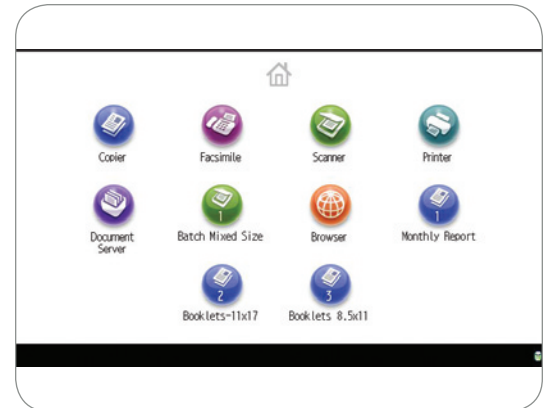 Copier
Facsimile
Scanner
Printer
Document
Server
1
Batch Mixed Size
Browser
1
Monthly Report
2
Booklets-11x17
3
Booklets 8.5x11